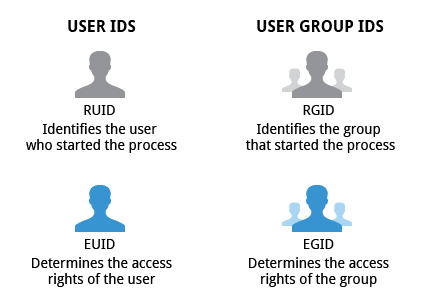 USER IDS
USER GROUP IDS
RUID
Identifies the user
who started the process
RGID
Identifies the group
that started the process
EUID
Determines the access
rights of the user
EGID
Determines the access
rights of the group